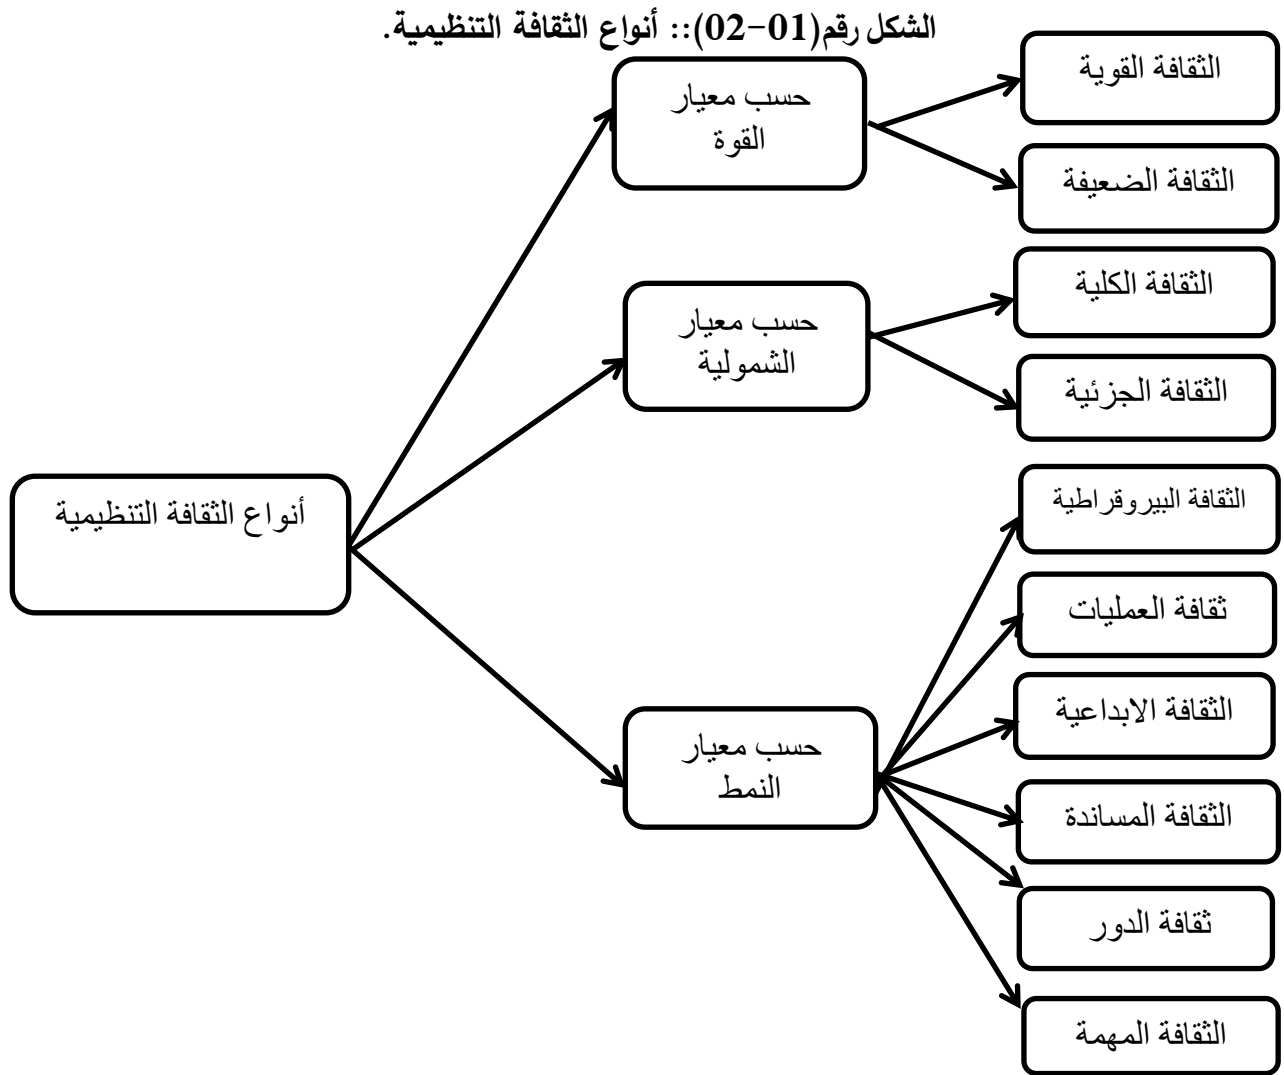 الشكل رقم(01-02):: أنواع الثقافة التنظيمية.
أنواع الثقافة التنظيمية
حسب معيار
القوة
الثقافة القوية
الثقافة الضعيفة
حسب معيار
الشمولية
الثقافة الكلية
الثقافة الجزئية
حسب معيار
النمط
الثقافة البيروقراطية
ثقافة العمليات
الثقافة الابداعية
الثقافة المساندة
ثقافة الدور
الثقافة المهمة